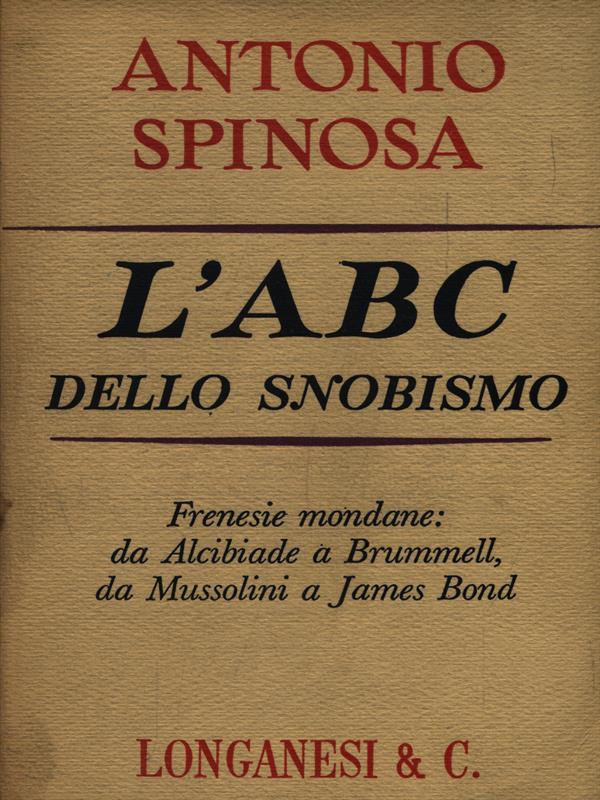 ANTONIO
SPINOSA
L'ABC
DELLO SNOBISMO
Frenesie mondane:
da Alcibiade a Brummell,
da Mussolini a James Bond
LONGANESI & C.